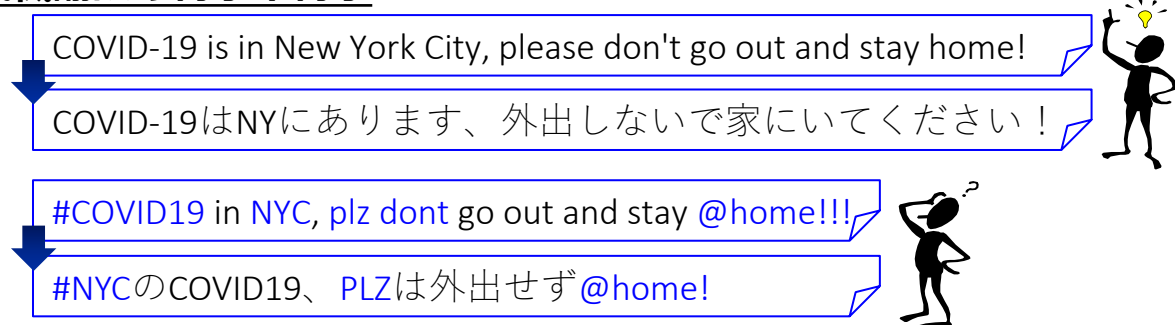 COVID-19 is in New York City, please don't go out and stay home!
COVID-19はNYにあります、外出しないで家にいてください！
#COVID19 in NYC, plz dont go out and stay @home!!!
#NYCのCOVID19、PLZは外出せず@home!
?